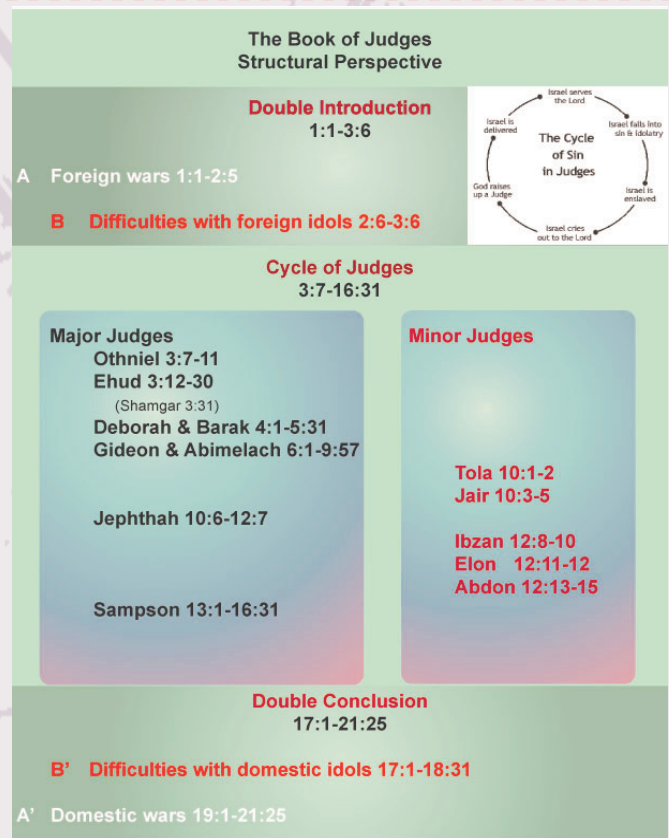 The Book of Judges
Structural Perspective
Double Introduction
1:1-3:6
A Foreign wars 1:1-2:5
B Difficulties with foreign idols 2:6-3:6
The Cycle
of Sin
in Judges
Israel serves
the Lord
Israel falls into
sin & idolatry
Israel is
enslaved
Israel cries
out to the Lord
God raises
up a Judge
Israel is
delivered
Cycle of Judges
3:7-16:31
Major Judges
Othniel 3:7-11
Ehud 3:12-30
(Shamgar 3:31)
Deborah & Barak 4:1-5:31
Gideon & Abimelach 6:1-9:57
Jephthah 10:6-12:7
Sampson 13:1-16:31
Minor Judges
Tola 10:1-2
Jair 10:3-5
Ibzan 12:8-10
Elon 12:11-12
Abdon 12:13-15
Double Conclusion
17:1-21:25
B' Difficulties with domestic idols 17:1-18:31
A' Domestic wars 19:1-21:25